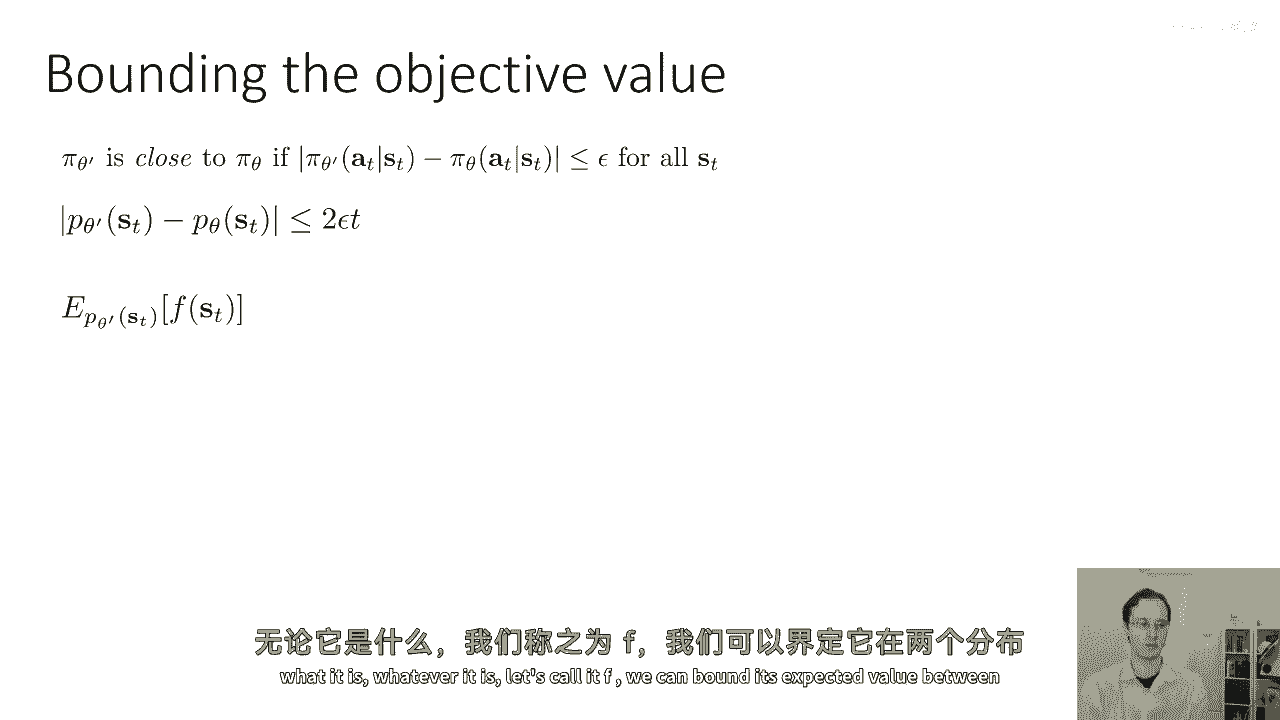 Bounding the objective value
$\pi_{\theta'}$ is close to $\pi_{\theta}$ if $|\pi_{\theta'}(\mathbf{a}_t|\mathbf{s}_t) - \pi_{\theta}(\mathbf{a}_t|\mathbf{s}_t)| \leq \epsilon$ for all $\mathbf{s}_t$
$|p_{\theta'}(\mathbf{s}_t) - p_{\theta}(\mathbf{s}_t)| \leq 2\epsilon t$
$E_{p_{\theta'}(\mathbf{s}_t)}[f(\mathbf{s}_t)]$
无论它是什么，我们称之为 f，我们可以界定它在两个分布
what it is, whatever it is, let's call it f , we can bound its expected value between